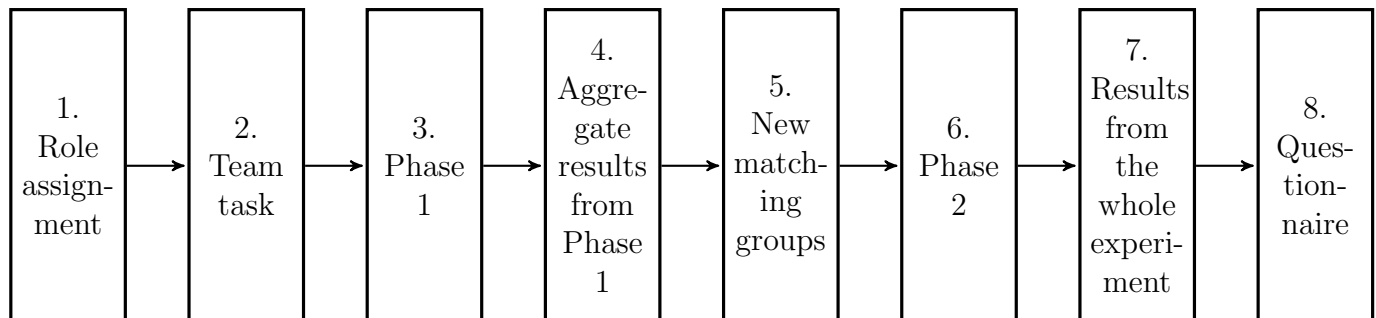 1.
Role
assign-
ment
2.
Team
task
3.
Phase
1
4.
Aggre-
gate
results
from
Phase
1
5.
New
match-
ing
groups
6.
Phase
2
7.
Results
from
the
whole
experi-
ment
8.
Ques-
tion-
naire